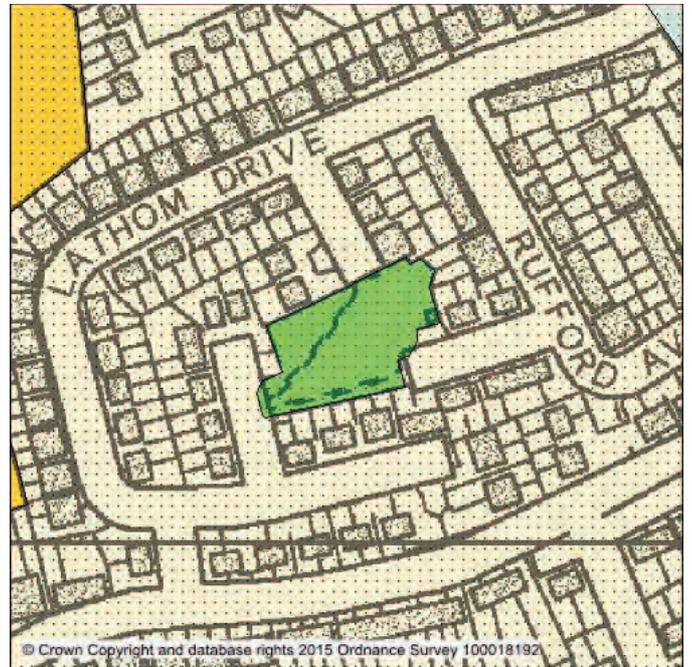 LATHOM DRIVE
RUFFORD AV
© Crown Copyright and database rights 2015 Ordnance Survey 100018192